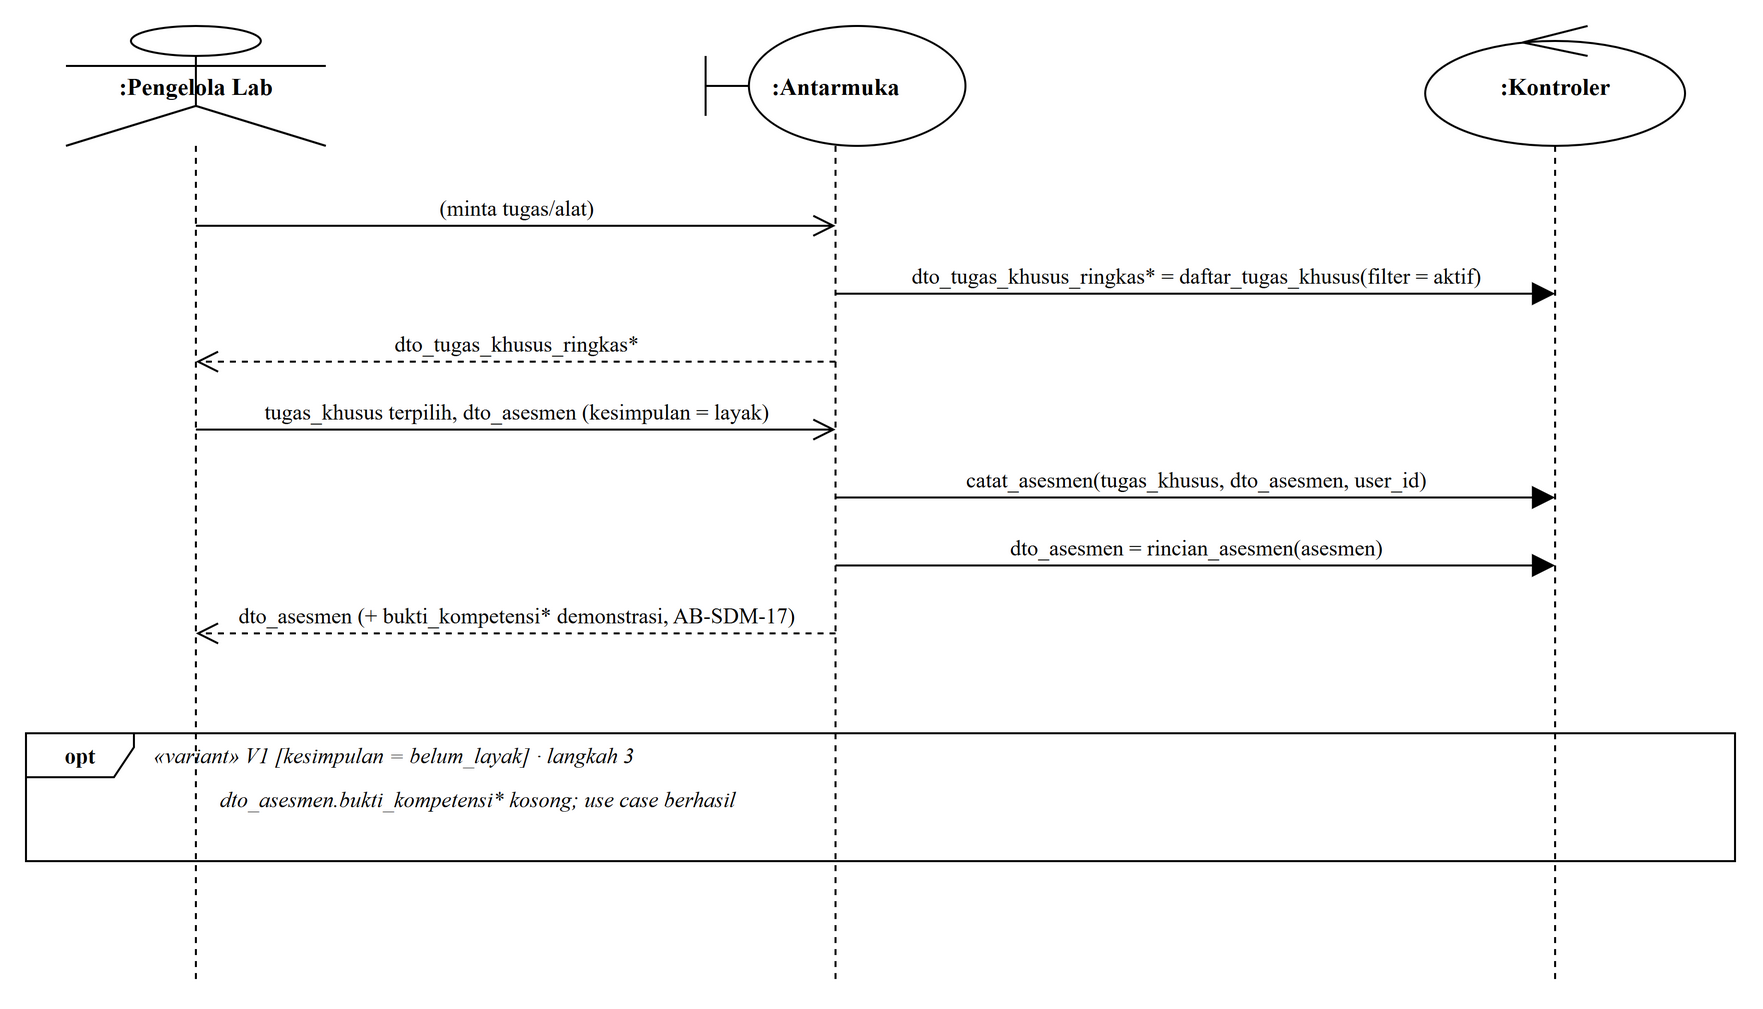 :Pengelola Lab
:Antarmuka
:Kontroler
(minta tugas/alat)
dto_tugas_khusus_ringkas* = daftar_tugas_khusus(filter = aktif)
dto_tugas_khusus_ringkas*
tugas_khusus terpilih, dto_asesmen (kesimpulan = layak)
catat_asesmen(tugas_khusus, dto_asesmen, user_id)
dto_asesmen = rincian_asesmen(asesmen)
dto_asesmen (+ bukti_kompetensi* demonstrasi, AB-SDM-17)
opt
«variant» V1 [kesimpulan = belum_layak] · langkah 3
dto_asesmen.bukti_kompetensi* kosong; use case berhasil